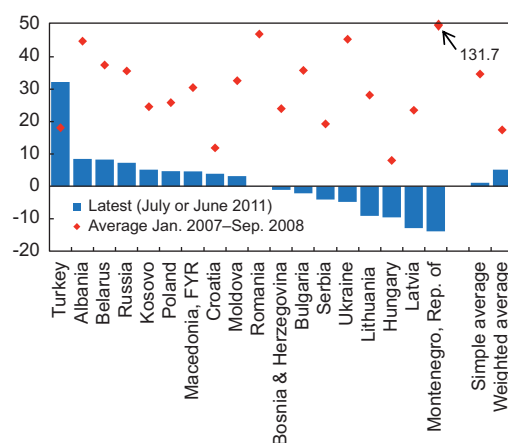 50
40
30
20
10
0
-10
-20
131.7
Latest (July or June 2011)
Average Jan. 2007–Sep. 2008
Turkey
Albania
Belarus
Russia
Kosovo
Poland
Macedonia, FYR
Croatia
Moldova
Romania
Bosnia & Herzegovina
Bulgaria
Serbia
Ukraine
Lithuania
Hungary
Latvia
Montenegro, Rep. of
Simple average
Weighted average